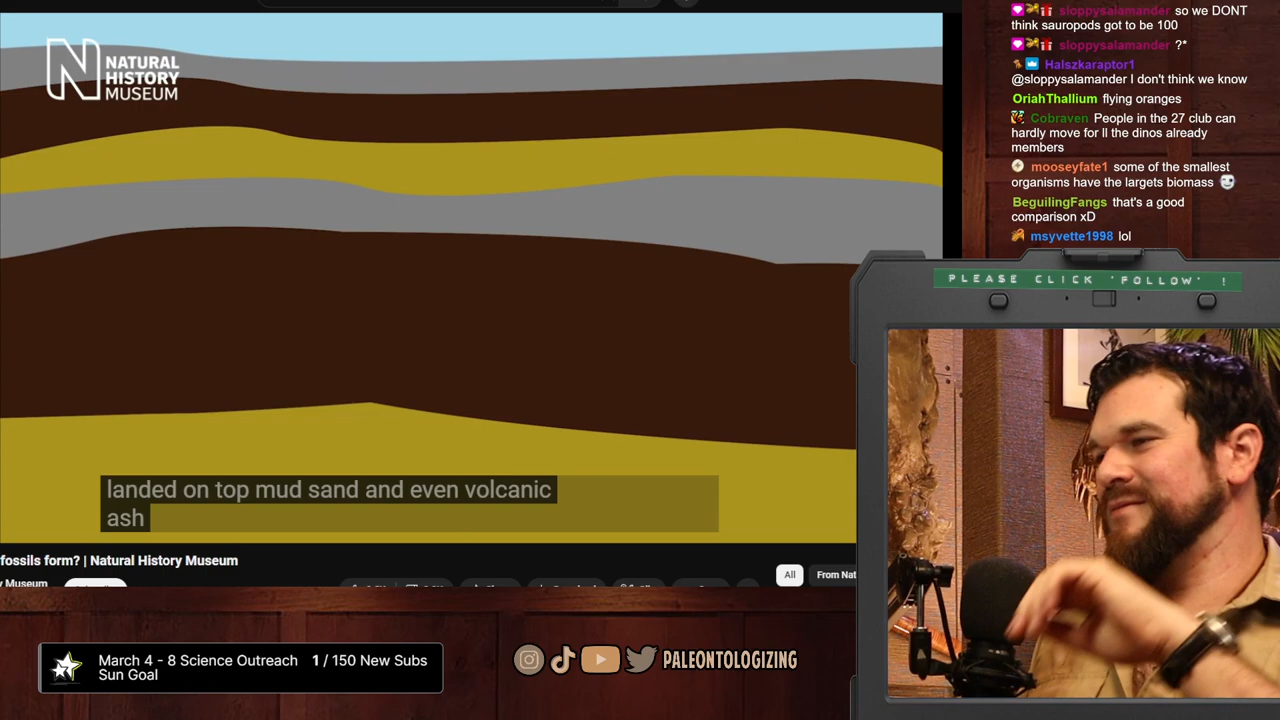 NATURAL
HISTORY
MUSEUM
landed on top mud sand and even volcanic
ash
fossils form? | Natural History Museum
All
From Nat
sloppysalamander so we DONT
think sauropods got to be 100
sloppysalamander ?*
Halszkaraptor1
@sloppysalamander I don't think we know
OriahThallium flying oranges
Cobraven People in the 27 club can
hardly move for ll the dinos already
members
mooseyfate1 some of the smallest
organisms have the largets biomass
BeguilingFangs that's a good
comparison xD
msyvette1998 lol
PLEASE CLICK 'FOLLOW' !
March 4 - 8 Science Outreach 1 / 150 New Subs
Sun Goal
PALEONTOLOGIZING